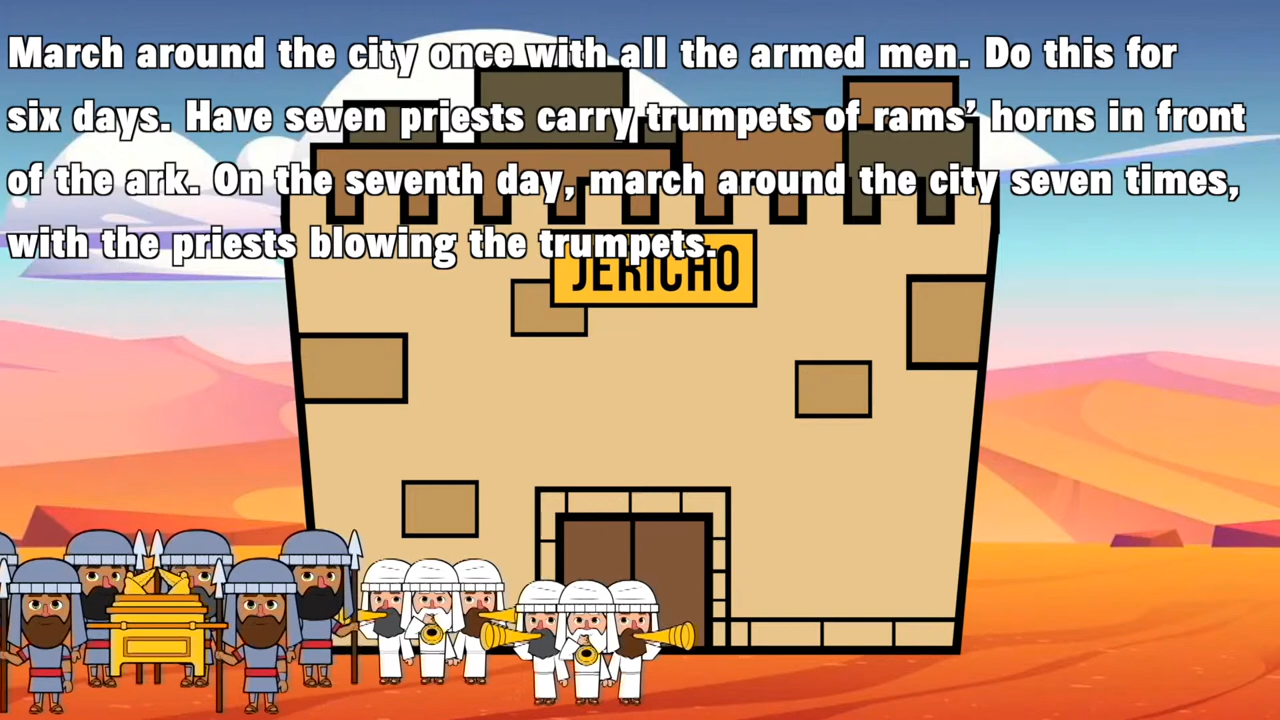 March around the city once with all the armed men. Do this for
six days. Have seven priests carry trumpets of rams’ horns in front
of the ark. On the seventh day, march around the city seven times,
with the priests blowing the trumpets.
JERICHO